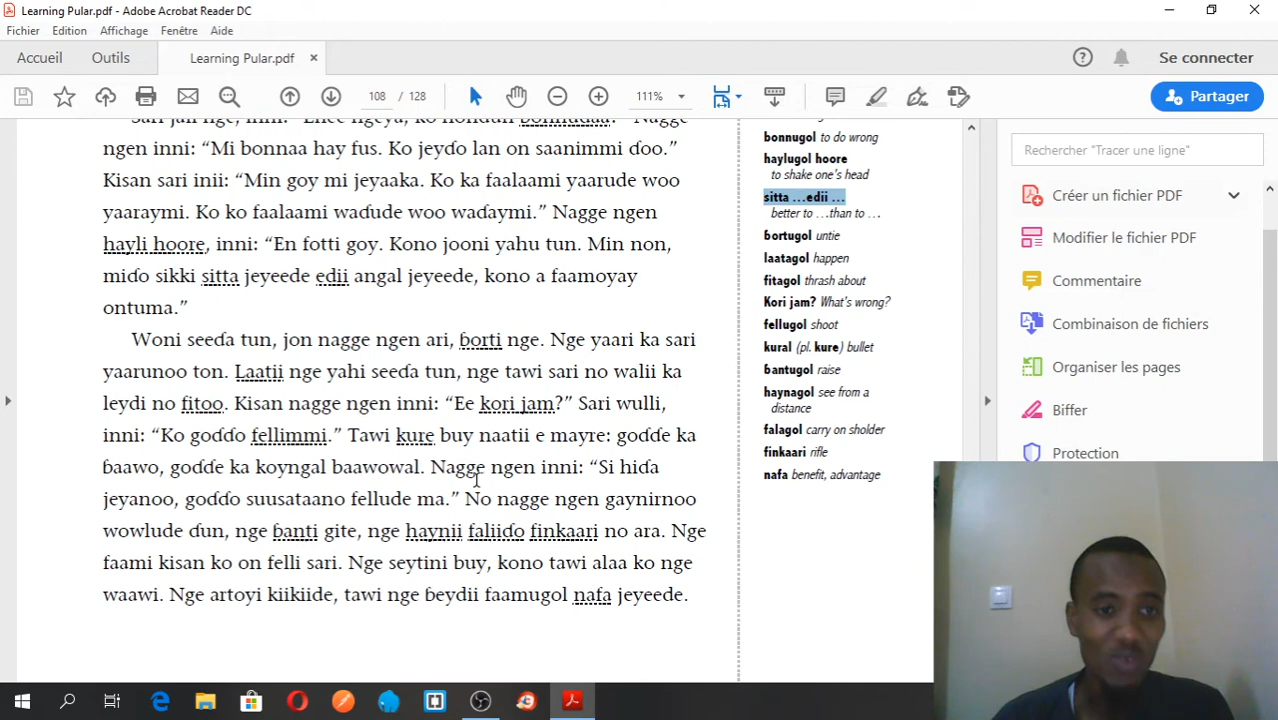 Learning Pular.pdf - Adobe Acrobat Reader DC
Fichier Edition Affichage Fenêtre Aide
Accueil Outils Learning Pular.pdf × Se connecter
108 / 128 111% Partager
Sari jaɓi nge, inni: “Enee ngeya, ko hondun bonnudaa?” Nagge
ngen inni: “Mi bonnaa hay fus. Ko jeyɗo lan on saanimmi ɗoo.”
Kisan sari inii: “Min goy mi jeyaaka. Ko ka faalaami yaarude woo
yaaraymi. Ko ko faalaami waɗude woo waɗaymi.” Nagge ngen
hayli hoore, inni: “En fotti goy. Kono jooni yahu tun. Min non,
miɗo sikki sitta jeyeede edii angal jeyeede, kono a faamoyay
ontuma.”
Woni seeɗa tun, jon nagge ngen ari, ɓorti nge. Nge yaari ka sari
yaarunoo ton. Laatii nge yahi seeɗa tun, nge tawi sari no walii ka
leydi no fitoo. Kisan nagge ngen inni: “Ee kori jam?” Sari wulli,
inni: “Ko goɗɗo fellimmi.” Tawi kure buy naatii e mayre: goɗɗe ka
ɓaawo, goɗɗe ka koyngal baawowal. Nagge ngen inni: “Si hiɗa
jeyanoo, goɗɗo suusataano fellude ma.” No nagge ngen gaynirnoo
wowlude ɗun, nge ɓanti gite, nge haynii faliiɗo finkaari no ara. Nge
faami kisan ko on felli sari. Nge seytini buy, kono tawi alaa ko nge
waawi. Nge artoyi kiikiide, tawi nge ɓeydii faamugol nafa jeyeede.
bonnugol to do wrong
haylugol hoore
to shake one’s head
sitta …edii …
better to …than to …
ɓortugol untie
laatagol happen
fitagol thrash about
Kori jam? What’s wrong?
fellugol shoot
kural (pl. kure) bullet
ɓantugol raise
haynagol see from a
distance
falagol carry on sholder
finkaari rifle
nafa benefit, advantage
Rechercher "Tracer une ligne"
Créer un fichier PDF
Modifier le fichier PDF
Commentaire
Combinaison de fichiers
Organiser les pages
Biffer
Protection